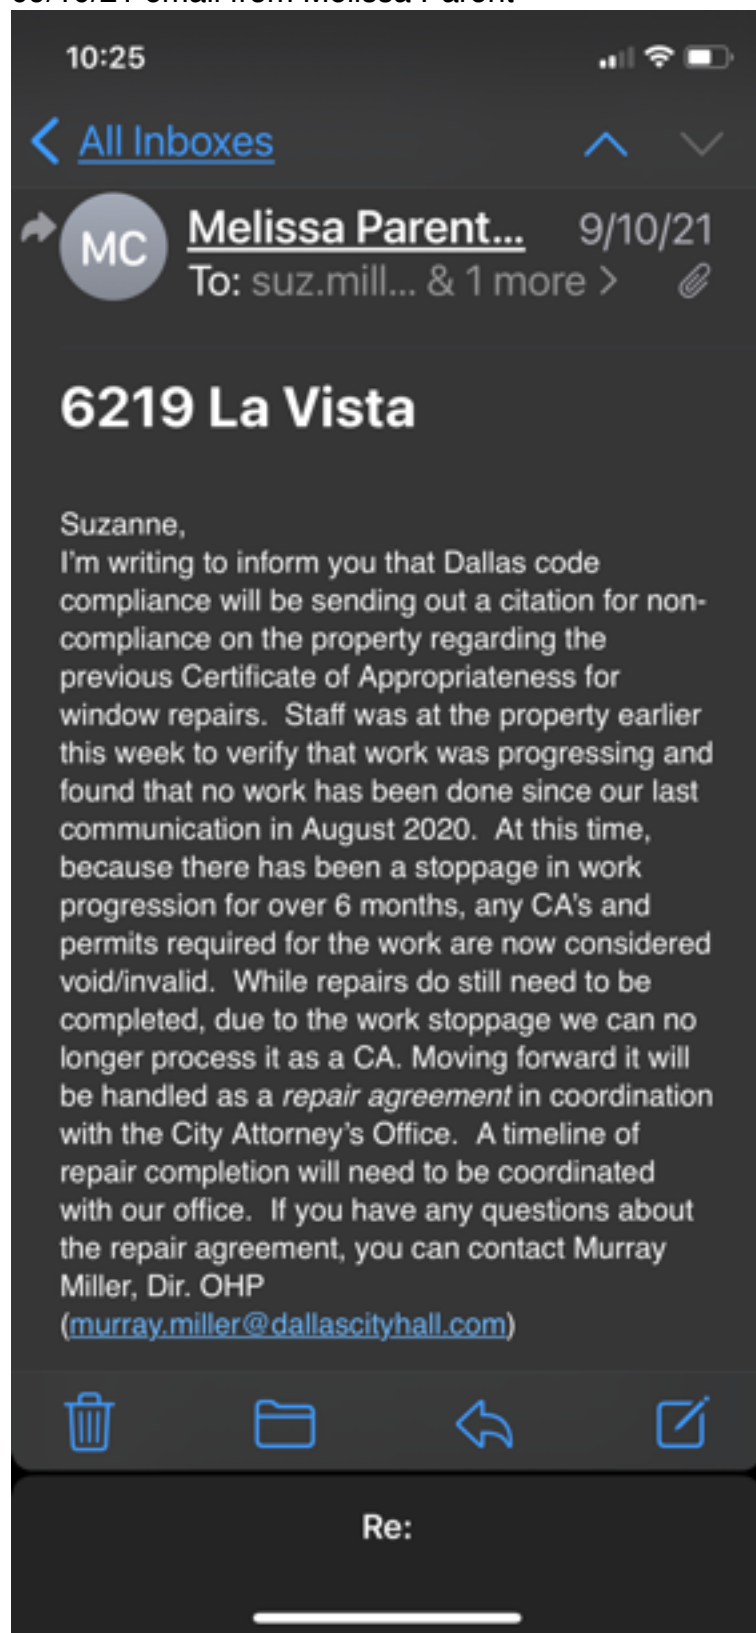 10:25
All Inboxes
MC
Melissa Parent... 9/10/21
To: suz.mill... & 1 more >
6219 La Vista
Suzanne,
I'm writing to inform you that Dallas code
compliance will be sending out a citation for non-
compliance on the property regarding the
previous Certificate of Appropriateness for
window repairs.  Staff was at the property earlier
this week to verify that work was progressing and
found that no work has been done since our last
communication in August 2020.  At this time,
because there has been a stoppage in work
progression for over 6 months, any CA's and
permits required for the work are now considered
void/invalid.  While repairs do still need to be
completed, due to the work stoppage we can no
longer process it as a CA. Moving forward it will
be handled as a repair agreement in coordination
with the City Attorney's Office.  A timeline of
repair completion will need to be coordinated
with our office.  If you have any questions about
the repair agreement, you can contact Murray
Miller, Dir. OHP
(murray.miller@dallascityhall.com)
Re: